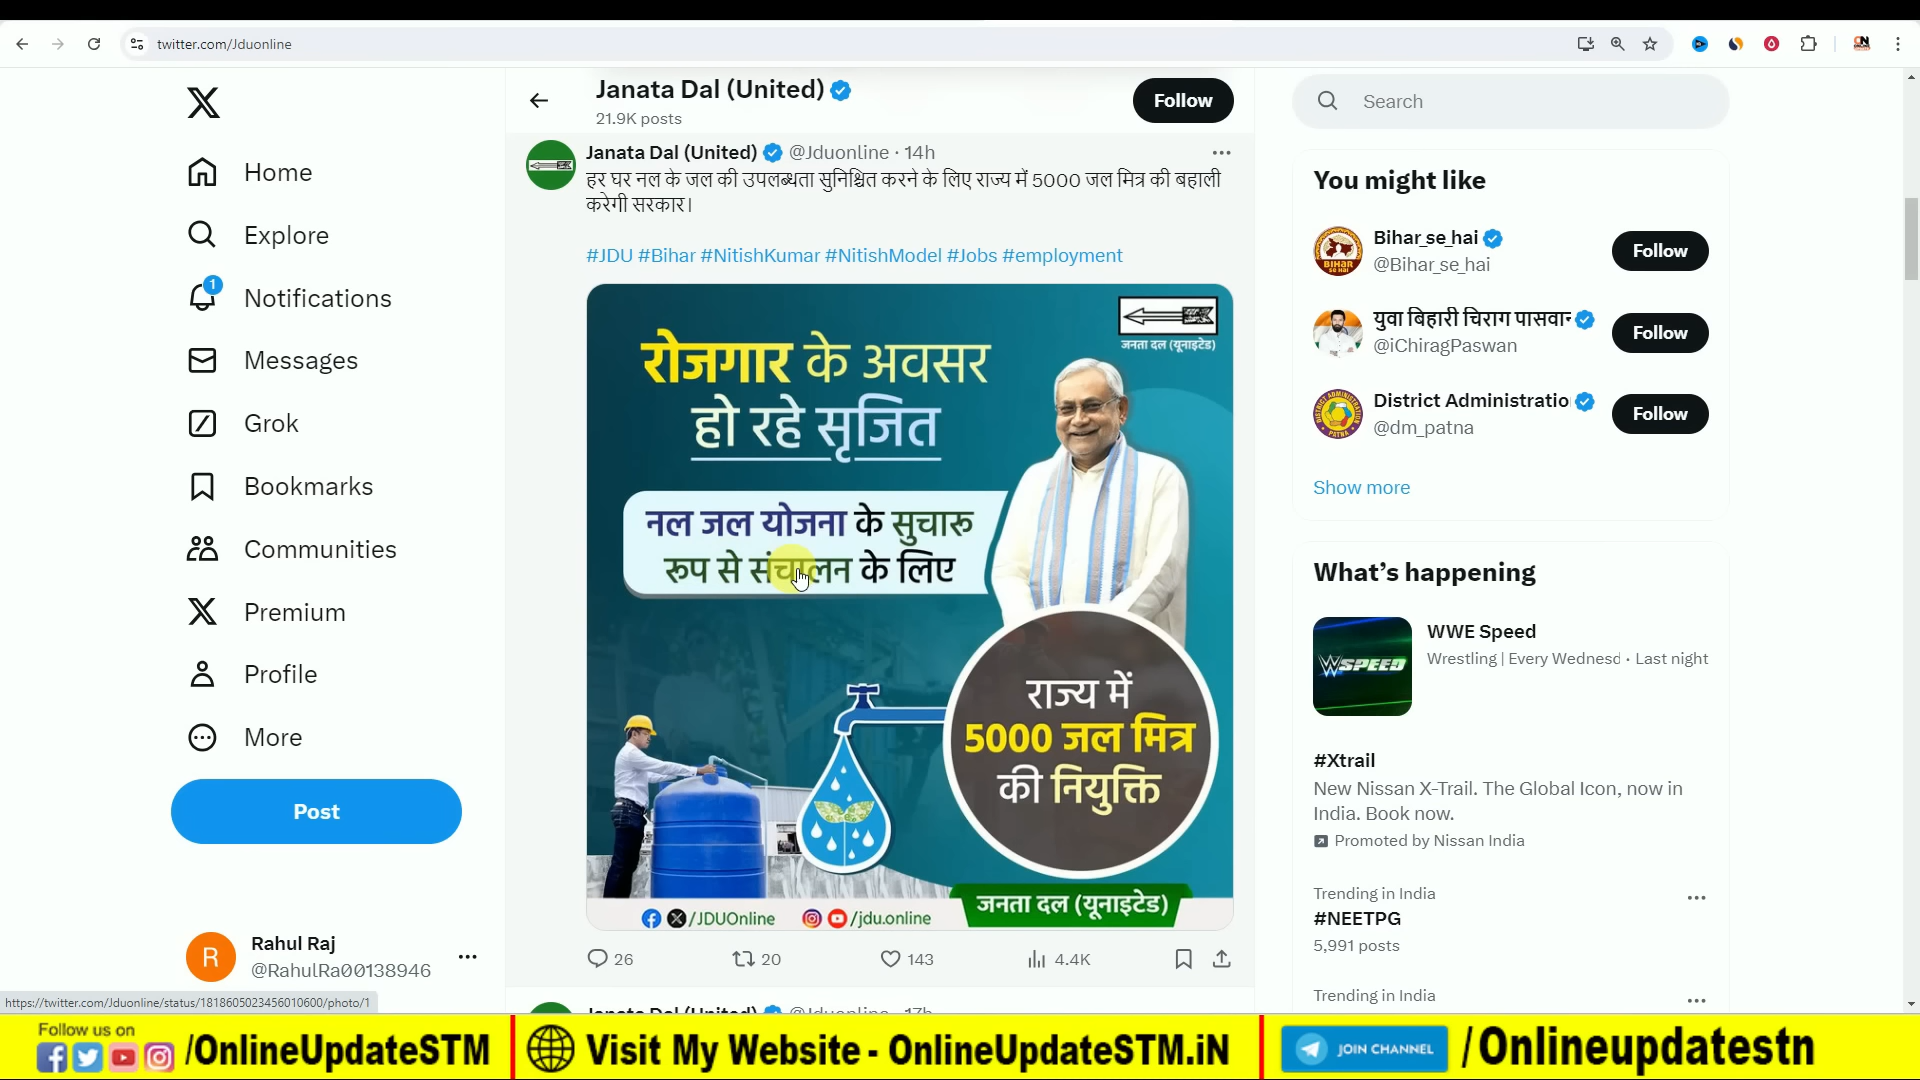 twitter.com/Jduonline
Home
Explore
1
Notifications
Messages
Grok
Bookmarks
Communities
Premium
Profile
More
Post
R
Rahul Raj
@RahulRa00138946
https://twitter.com/Jduonline/status/1818605023456010600/photo/1
Janata Dal (United)
21.9K posts
Follow
Janata Dal (United) @Jduonline · 14h
हर घर नल के जल की उपलब्धता सुनिश्चित करने के लिए राज्य में 5000 जल मित्र की बहाली
करेगी सरकार।
#JDU #Bihar #NitishKumar #NitishModel #Jobs #employment
जनता दल (यूनाइटेड)
रोजगार के अवसर
हो रहे सृजित
नल जल योजना के सुचारू
रूप से संचालन के लिए
राज्य में
5000 जल मित्र
की नियुक्ति
/JDUOnline
/jdu.online
जनता दल (यूनाइटेड)
26
20
143
4.4K
Janata Dal (United) @Jduonline · 17h
Search
You might like
Bihar_se_hai
@Bihar_se_hai
Follow
BIHAR
से HAI
युवा बिहारी चिराग पासवान
@iChiragPaswan
Follow
District Administratio
@dm_patna
Follow
Show more
What's happening
WWE Speed
Wrestling | Every Wednesd · Last night
SPEED
#Xtrail
New Nissan X-Trail. The Global Icon, now in
India. Book now.
Promoted by Nissan India
Trending in India
#NEETPG
5,991 posts
Trending in India
Follow us on
/OnlineUpdateSTM
Visit My Website - OnlineUpdateSTM.iN
JOIN CHANNEL
/Onlineupdatestn